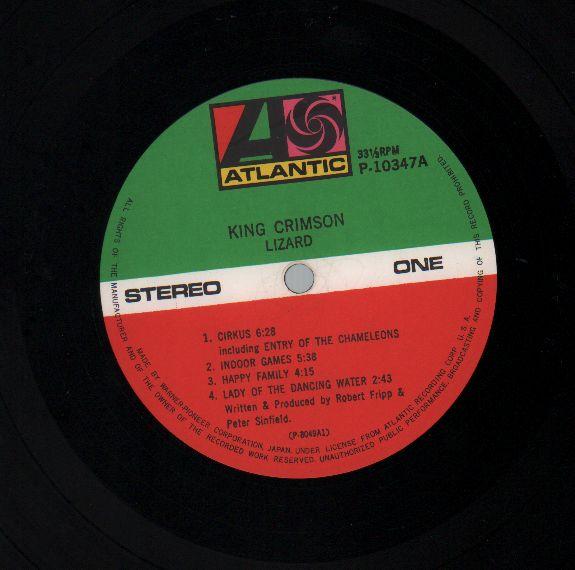 ATLANTIC
33⅓RPM
P-10347A
KING CRIMSON
LIZARD
STEREO
ONE
1. CIRKUS 6:28
including ENTRY OF THE CHAMELEONS
2. INDOOR GAMES 5:38
3. HAPPY FAMILY 4:15
4. LADY OF THE DANCING WATER 2:43
Written & Produced by Robert Fripp &
Peter Sinfield.
(P-8049A1)
MADE BY WARNER-PIONEER CORPORATION, JAPAN. UNDER LICENSE FROM ATLANTIC RECORDING CORP. U.S.A.
ALL RIGHTS OF THE MANUFACTURER AND OF THE OWNER OF THE RECORDED WORK RESERVED. UNAUTHORIZED PUBLIC PERFORMANCE, BROADCASTING AND COPYING OF THIS RECORD PROHIBITED.